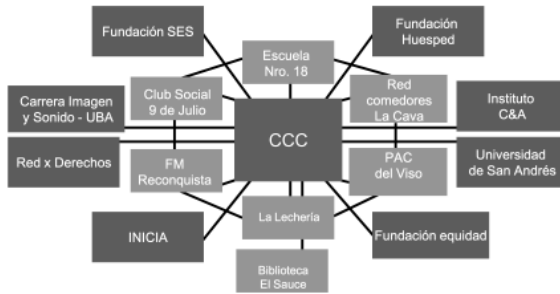 Fundación SES
Fundación
Huesped
Escuela
Nro. 18
Club Social
9 de Julio
Red
comedores
La Cava
Carrera Imagen
y Sonido - UBA
Instituto
C&A
CCC
Red x Derechos
FM
Reconquista
PAC
del Viso
Universidad
de San Andrés
INICIA
La Lechería
Fundación equidad
Biblioteca
El Sauce